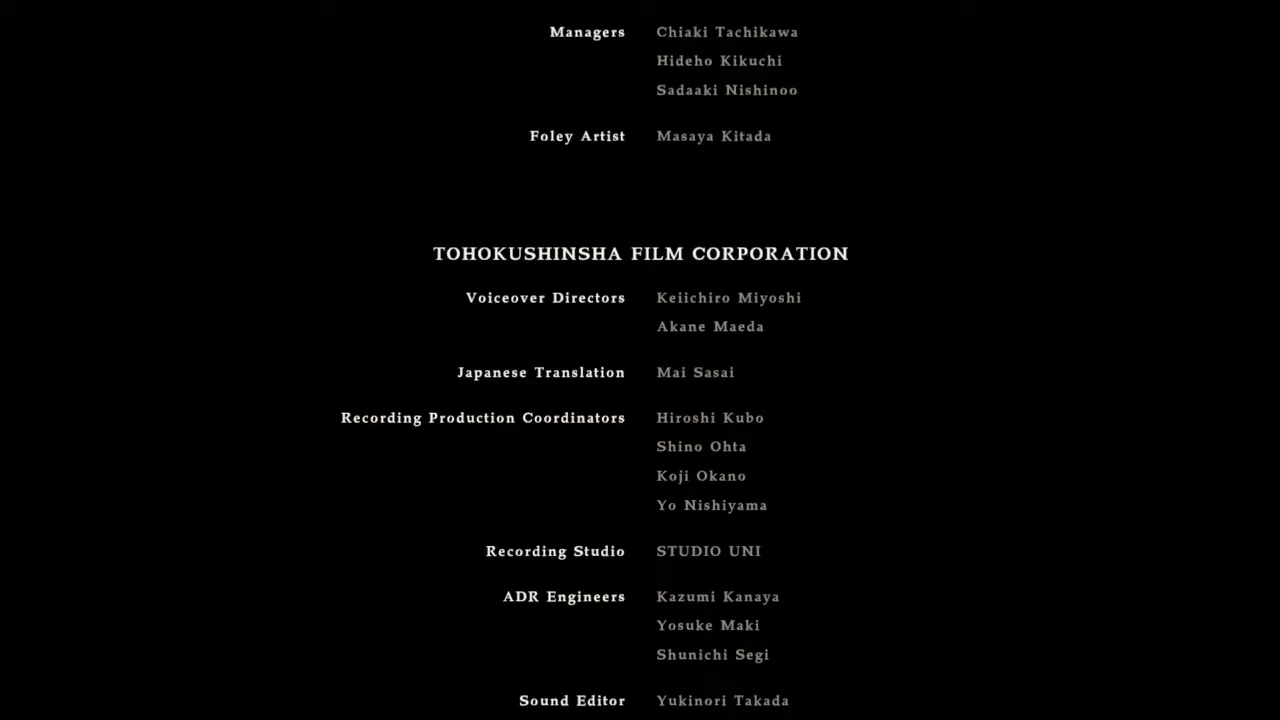 Managers Chiaki Tachikawa
Hideho Kikuchi
Sadaaki Nishinoo
Foley Artist Masaya Kitada
TOHOKUSHINSHA FILM CORPORATION
Voiceover Directors Keiichiro Miyoshi
Akane Maeda
Japanese Translation Mai Sasai
Recording Production Coordinators Hiroshi Kubo
Shino Ohta
Koji Okano
Yo Nishiyama
Recording Studio STUDIO UNI
ADR Engineers Kazumi Kanaya
Yosuke Maki
Shunichi Segi
Sound Editor Yukinori Takada